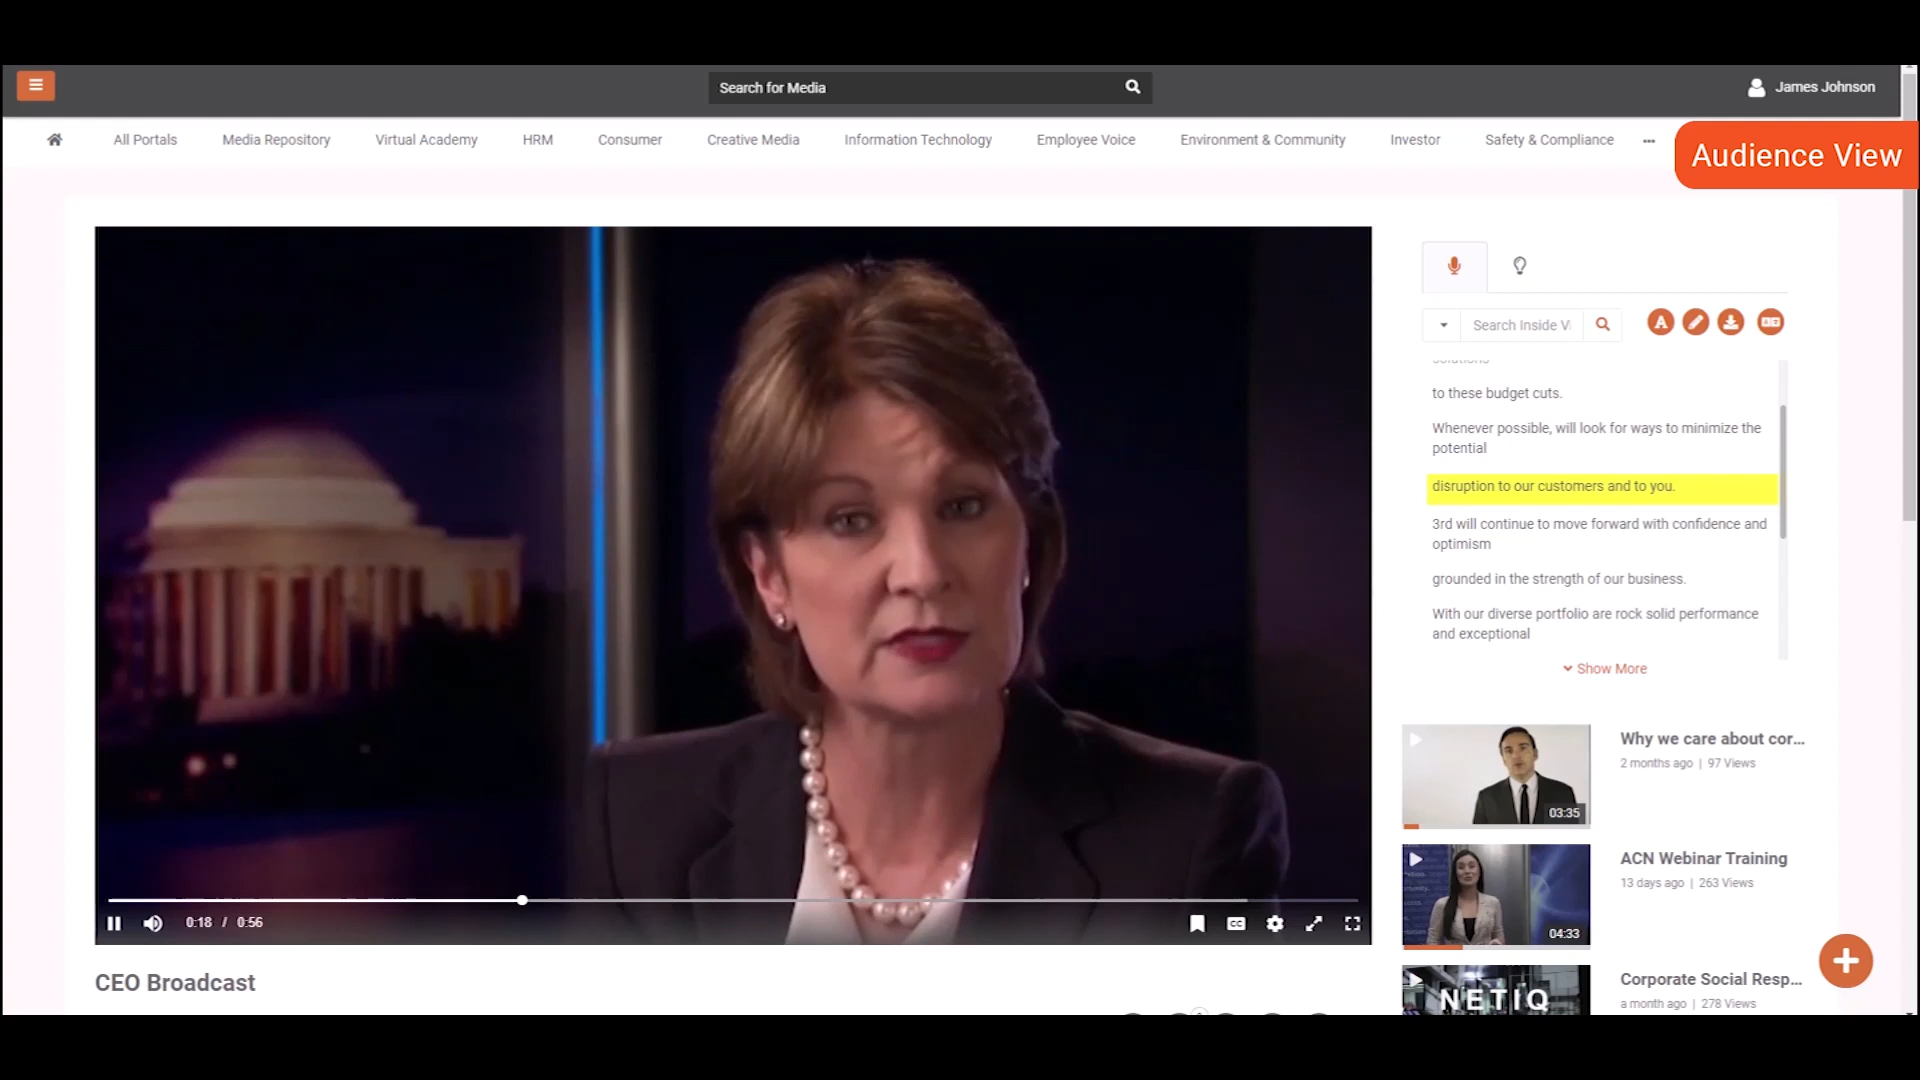 Search for Media
James Johnson
All Portals
Media Repository
Virtual Academy
HRM
Consumer
Creative Media
Information Technology
Employee Voice
Environment & Community
Investor
Safety & Compliance
Audience View
A
Search Inside Vi
solutions
to these budget cuts.
Whenever possible, will look for ways to minimize the
potential
disruption to our customers and to you.
3rd will continue to move forward with confidence and
optimism
grounded in the strength of our business.
With our diverse portfolio are rock solid performance
and exceptional
Show More
Why we care about cor...
2 months ago | 97 Views
03:35
ACN Webinar Training
13 days ago | 263 Views
04:33
Corporate Social Resp...
a month ago | 278 Views
NETIQ
0:18 / 0:56
CC
CEO Broadcast